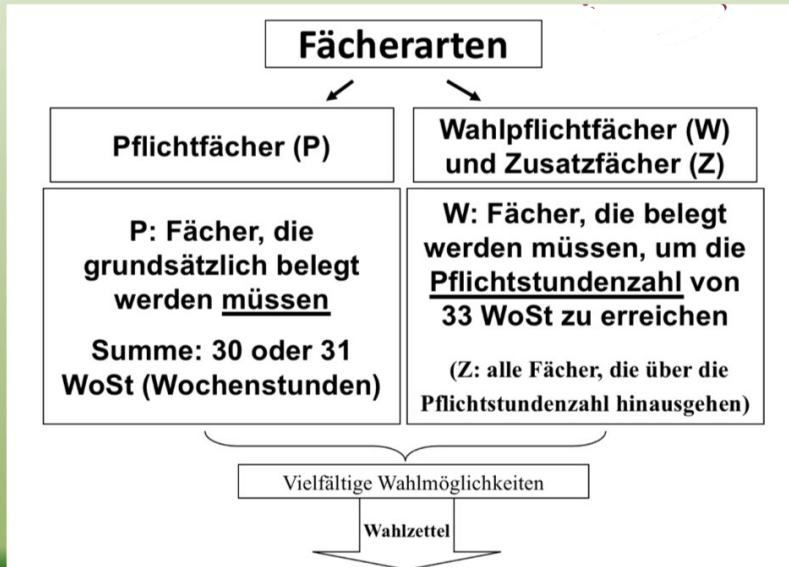 Fächerarten
Pflichtfächer (P)
Wahlpflichtfächer (W)
und Zusatzfächer (Z)
P: Fächer, die
grundsätzlich belegt
werden müssen
Summe: 30 oder 31
WoSt (Wochenstunden)
W: Fächer, die belegt
werden müssen, um die
Pflichtstundenzahl von
33 WoSt zu erreichen
(Z: alle Fächer, die über die
Pflichtstundenzahl hinausgehen)
Vielfältige Wahlmöglichkeiten
Wahlzettel